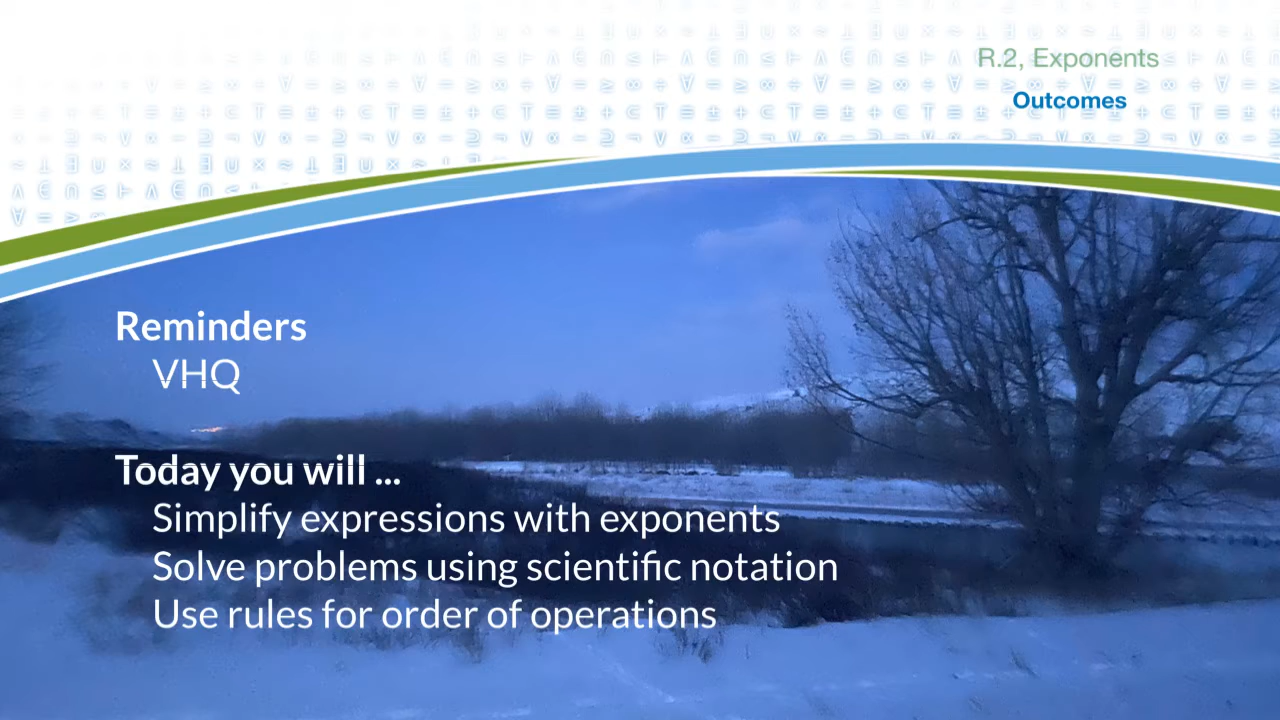 R.2, Exponents
Outcomes
Reminders
VHQ
Today you will ...
Simplify expressions with exponents
Solve problems using scientific notation
Use rules for order of operations